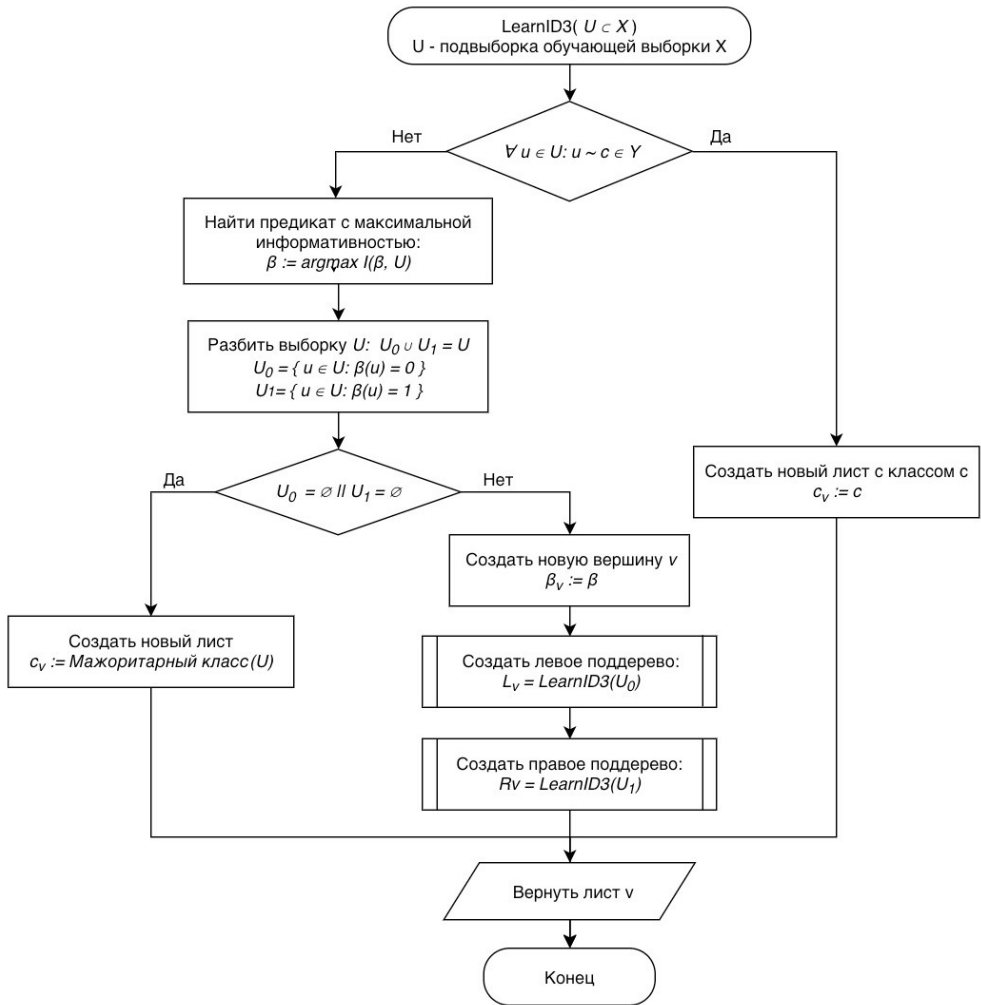 LearnID3( U ⊂ X )
U - подвыборка обучающей выборки X
Нет
Да
∀ u ∈ U: u ~ c ∈ Y
Найти предикат с максимальной
информативностью:
β := argmax I(β, U)
Разбить выборку U: U₀ ∪ U₁ = U
U₀ = { u ∈ U: β(u) = 0 }
U1= { u ∈ U: β(u) = 1 }
Да
Нет
U₀ = ∅ // U₁ = ∅
Создать новый лист с классом c
cᵥ := c
Создать новую вершину v
βᵥ := β
Создать новый лист
cᵥ := Мажоритарный класс(U)
Создать левое поддерево:
Lᵥ = LearnID3(U₀)
Создать правое поддерево:
Rv = LearnID3(U₁)
Вернуть лист v
Конец